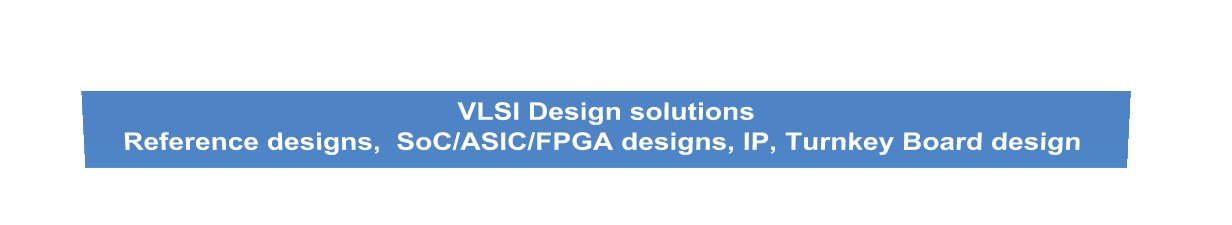 VLSI Design solutions
Reference designs,  SoC/ASIC/FPGA designs, IP, Turnkey Board design